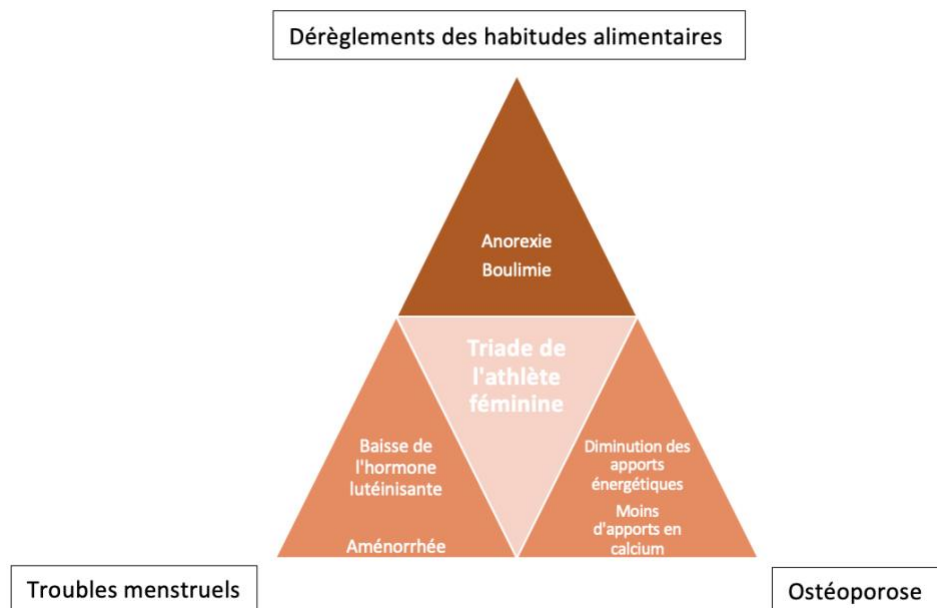 Dérèglements des habitudes alimentaires
Anorexie
Boulimie
Triade de
l'athlète
féminine
Baisse de
l'hormone
lutéinisante
Aménorrhée
Diminution des
apports
énergétiques
Moins
d'apports en
calcium
Troubles menstruels
Ostéoporose